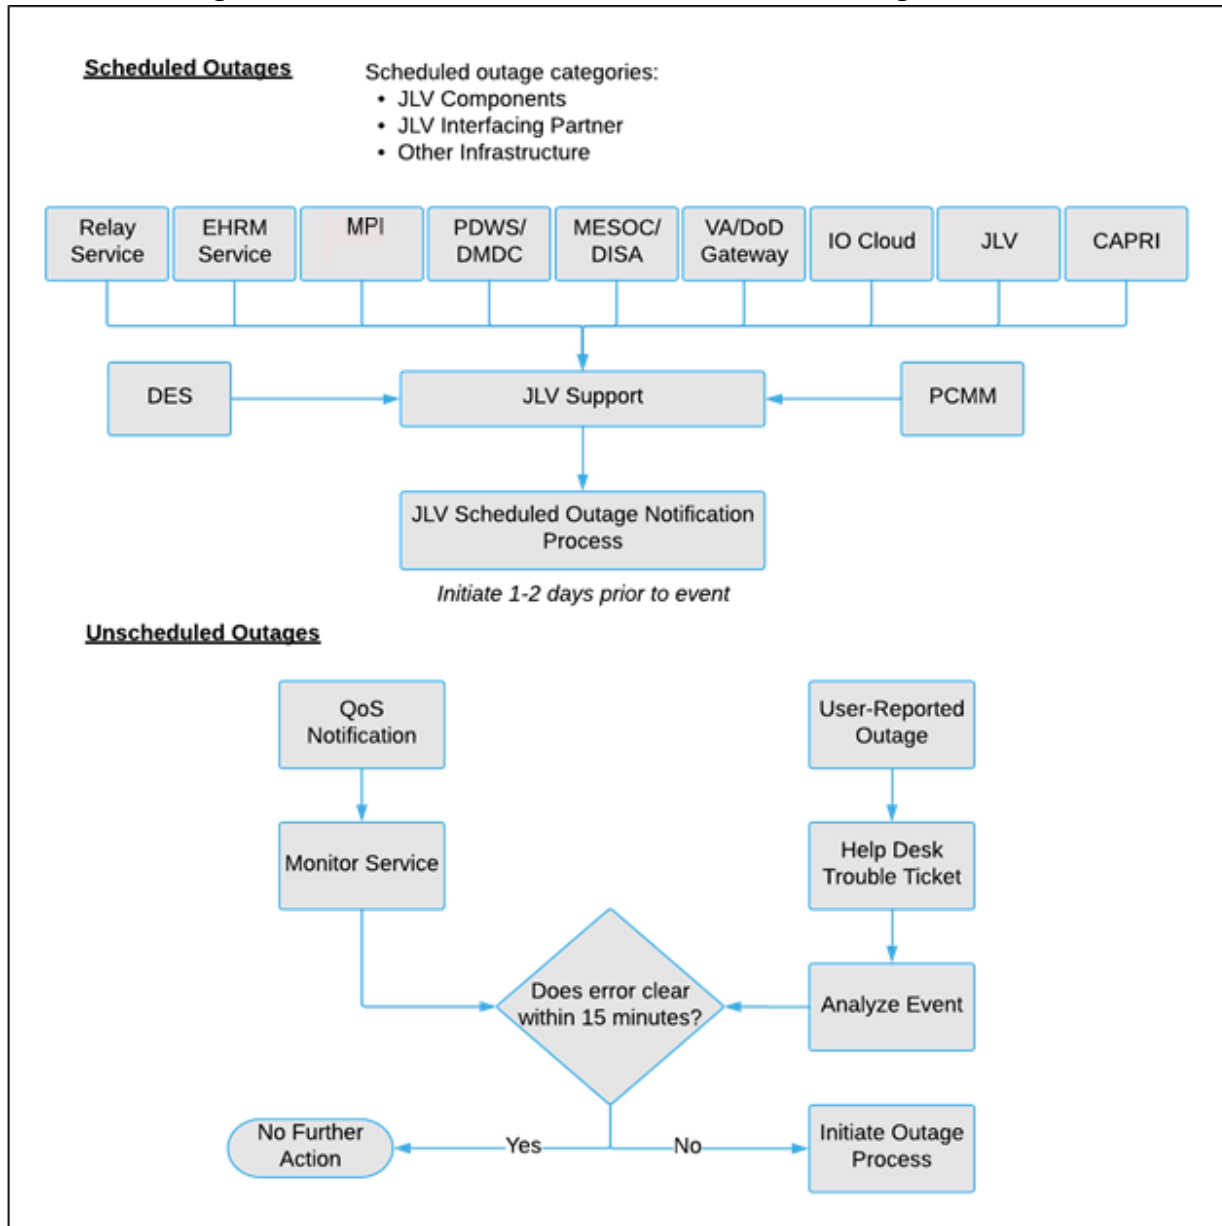 Scheduled Outages
Scheduled outage categories:
• JLV Components
• JLV Interfacing Partner
• Other Infrastructure
Relay
Service
EHRM
Service
MPI
PDWS/
DMDC
MESOC/
DISA
VA/DoD
Gateway
IO Cloud
JLV
CAPRI
DES
JLV Support
PCMM
JLV Scheduled Outage Notification
Process
Initiate 1-2 days prior to event
Unscheduled Outages
QoS
Notification
User-Reported
Outage
Monitor Service
Help Desk
Trouble Ticket
Does error clear
within 15 minutes?
Analyze Event
No Further
Action
Yes
No
Initiate Outage
Process